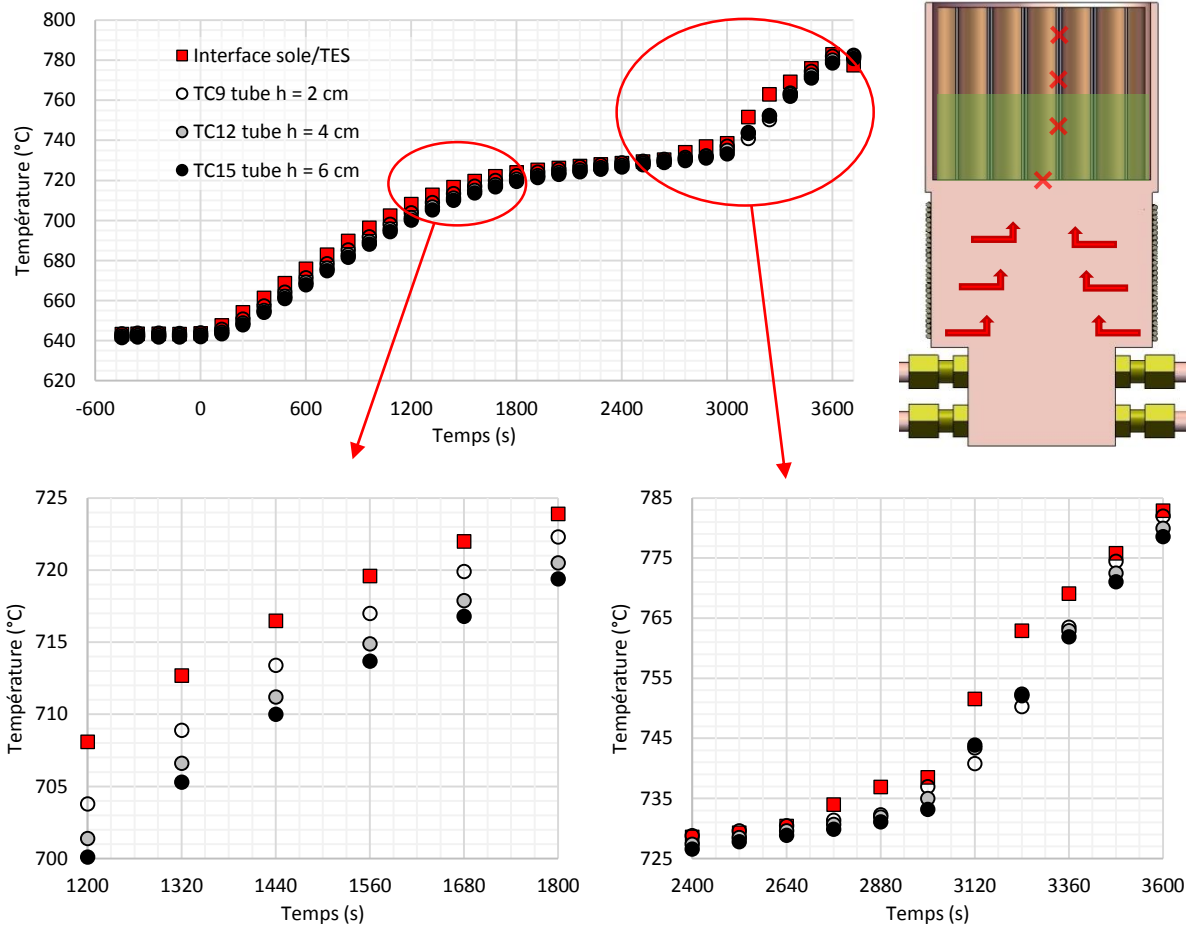 800
780
760
740
720
700
680
660
640
620
Température (°C)
Interface sole/TES
TC9 tube h = 2 cm
TC12 tube h = 4 cm
TC15 tube h = 6 cm
-600 0 600 1200 1800 2400 3000 3600
Temps (s)
725
720
715
710
705
700
Température (°C)
1200 1320 1440 1560 1680 1800
Temps (s)
785
775
765
755
745
735
725
Température (°C)
2400 2640 2880 3120 3360 3600
Temps (s)